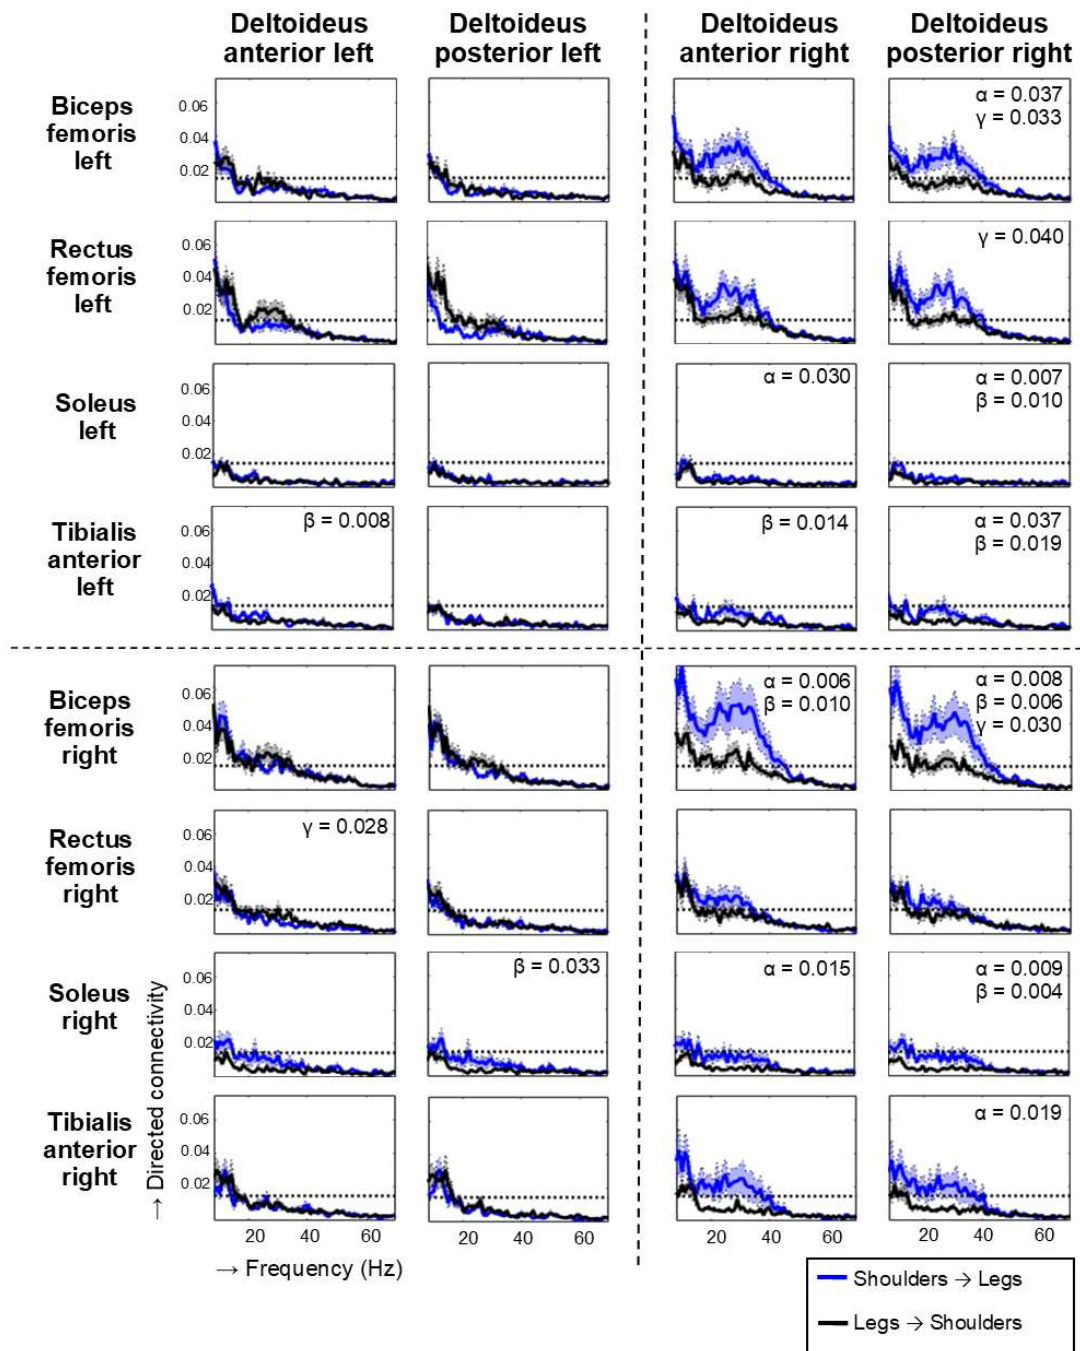 Deltoideus
anterior left
Deltoideus
posterior left
Deltoideus
anterior right
Deltoideus
posterior right
Biceps
femoris
left
0.06
0.04
0.02
α = 0.037
γ = 0.033
Rectus
femoris
left
0.06
0.04
0.02
γ = 0.040
Soleus
left
0.06
0.04
0.02
α = 0.030
α = 0.007
β = 0.010
Tibialis
anterior
left
0.06
0.04
0.02
β = 0.008
β = 0.014
α = 0.037
β = 0.019
Biceps
femoris
right
0.06
0.04
0.02
α = 0.006
β = 0.010
α = 0.008
β = 0.006
γ = 0.030
Rectus
femoris
right
0.06
0.04
0.02
γ = 0.028
Soleus
right
0.06
0.04
0.02
β = 0.033
α = 0.015
α = 0.009
β = 0.004
Tibialis
anterior
right
0.06
0.04
0.02
α = 0.019
→ Directed connectivity
20 40 60
20 40 60
20 40 60
20 40 60
→ Frequency (Hz)
Shoulders → Legs
Legs → Shoulders